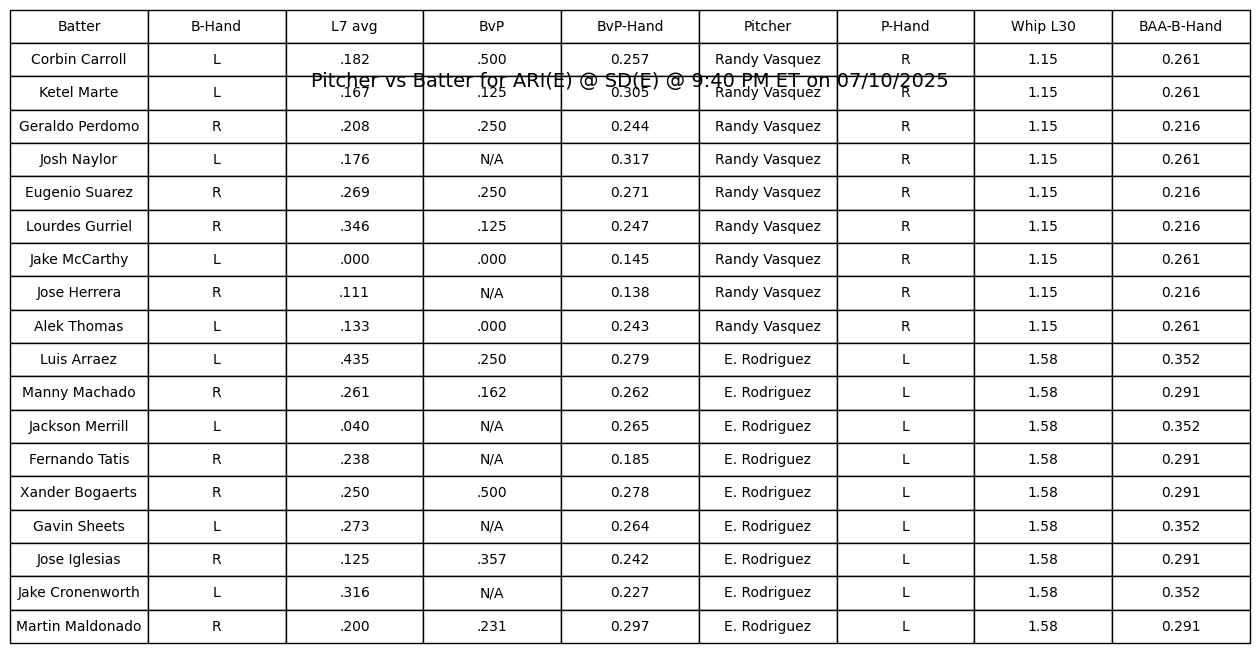 Batter B-Hand L7 avg BvP BvP-Hand Pitcher P-Hand Whip L30 BAA-B-Hand
Corbin Carroll L .182 .500 0.257 Randy Vasquez R 1.15 0.261
Pitcher vs Batter for ARI(E) @ SD(E) @ 9:40 PM ET on 07/10/2025
Ketel Marte L .167 .125 0.305 Randy Vasquez R 1.15 0.261
Geraldo Perdomo R .208 .250 0.244 Randy Vasquez R 1.15 0.216
Josh Naylor L .176 N/A 0.317 Randy Vasquez R 1.15 0.261
Eugenio Suarez R .269 .250 0.271 Randy Vasquez R 1.15 0.216
Lourdes Gurriel R .346 .125 0.247 Randy Vasquez R 1.15 0.216
Jake McCarthy L .000 .000 0.145 Randy Vasquez R 1.15 0.261
Jose Herrera R .111 N/A 0.138 Randy Vasquez R 1.15 0.216
Alek Thomas L .133 .000 0.243 Randy Vasquez R 1.15 0.261
Luis Arraez L .435 .250 0.279 E. Rodriguez L 1.58 0.352
Manny Machado R .261 .162 0.262 E. Rodriguez L 1.58 0.291
Jackson Merrill L .040 N/A 0.265 E. Rodriguez L 1.58 0.352
Fernando Tatis R .238 N/A 0.185 E. Rodriguez L 1.58 0.291
Xander Bogaerts R .250 .500 0.278 E. Rodriguez L 1.58 0.291
Gavin Sheets L .273 N/A 0.264 E. Rodriguez L 1.58 0.352
Jose Iglesias R .125 .357 0.242 E. Rodriguez L 1.58 0.291
Jake Cronenworth L .316 N/A 0.227 E. Rodriguez L 1.58 0.352
Martin Maldonado R .200 .231 0.297 E. Rodriguez L 1.58 0.291